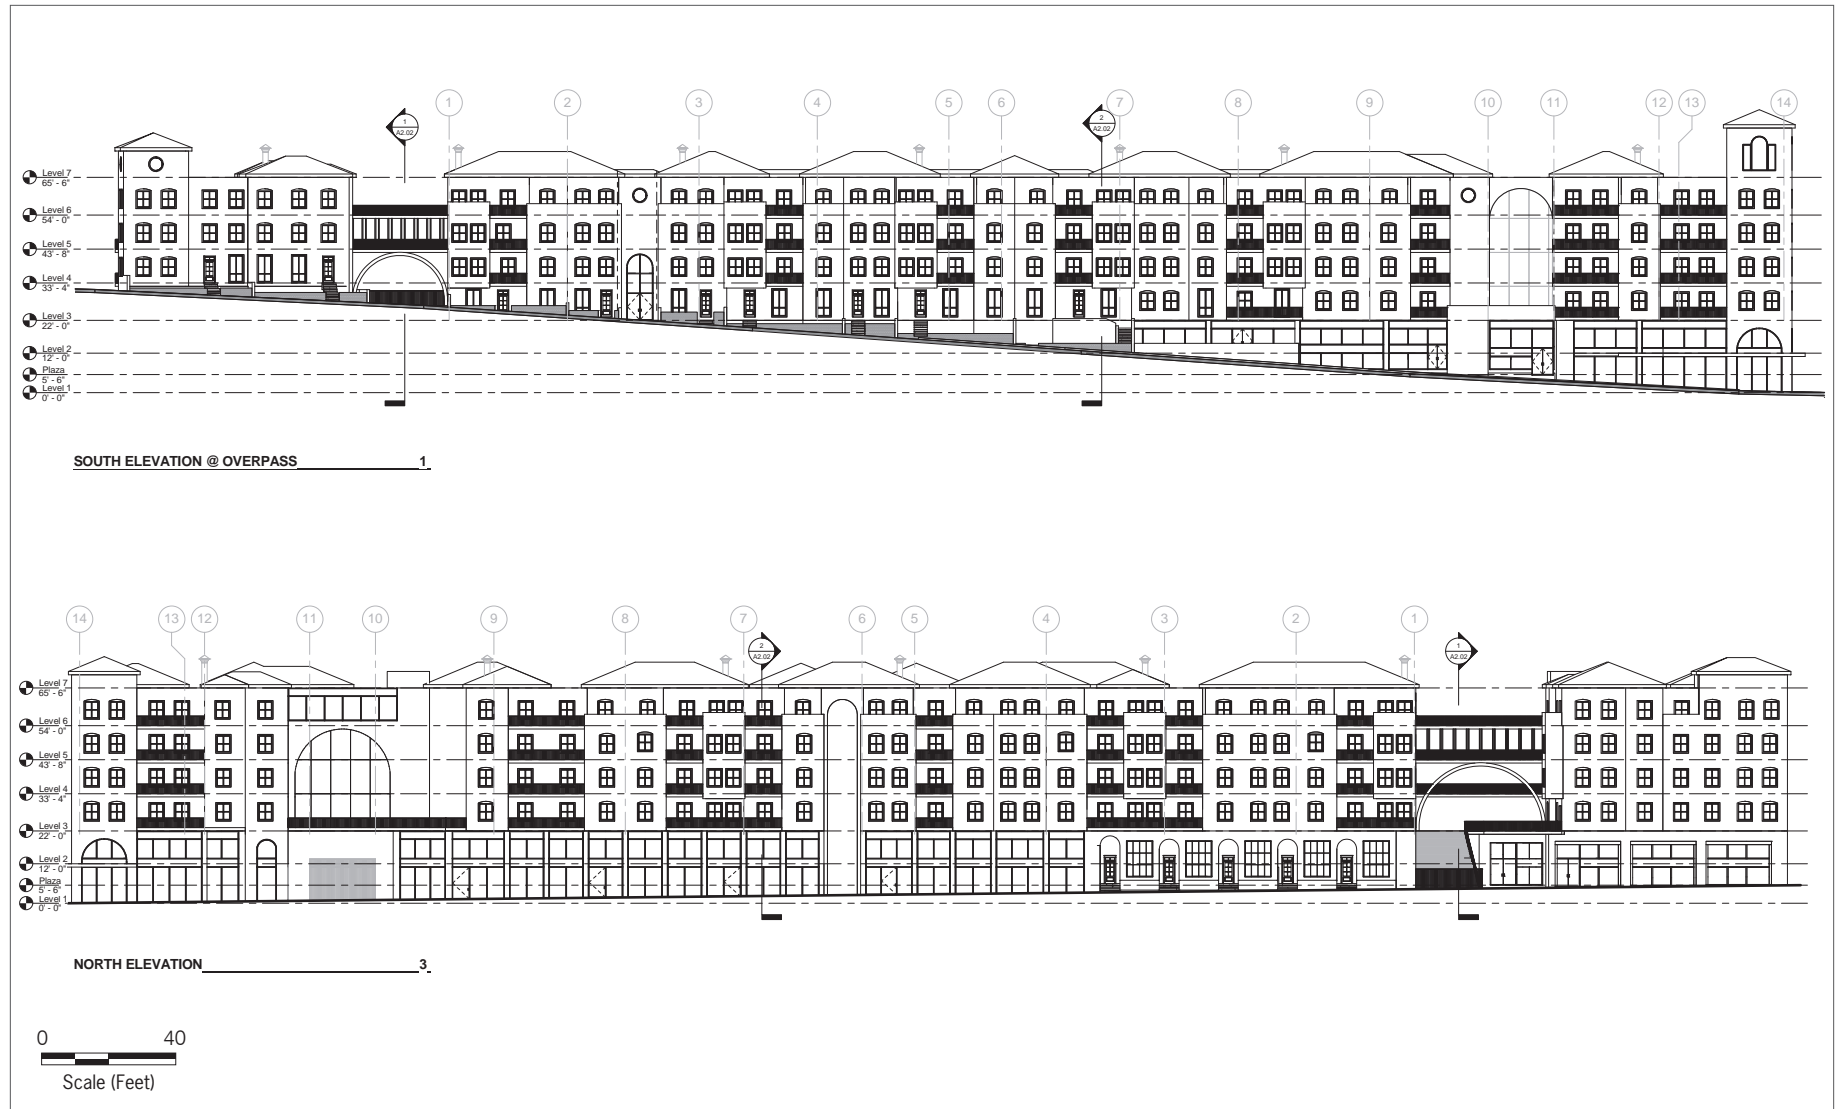 1 2 3 4 5 6 7 8 9 10 11 12 13 14
1
A2.02
2
A2.02
Level 7
65' - 6"
Level 6
54' - 0"
Level 5
43' - 8"
Level 4
33' - 4"
Level 3
22' - 0"
Level 2
12' - 0"
Plaza
5' - 6"
Level 1
0' - 0"
SOUTH ELEVATION @ OVERPASS 1
14 13 12 11 10 9 8 7 6 5 4 3 2 1
2
A2.02
1
A2.02
Level 7
65' - 6"
Level 6
54' - 0"
Level 5
43' - 8"
Level 4
33' - 4"
Level 3
22' - 0"
Level 2
12' - 0"
Plaza
5' - 6"
Level 1
0' - 0"
NORTH ELEVATION 3
0 40
Scale (Feet)